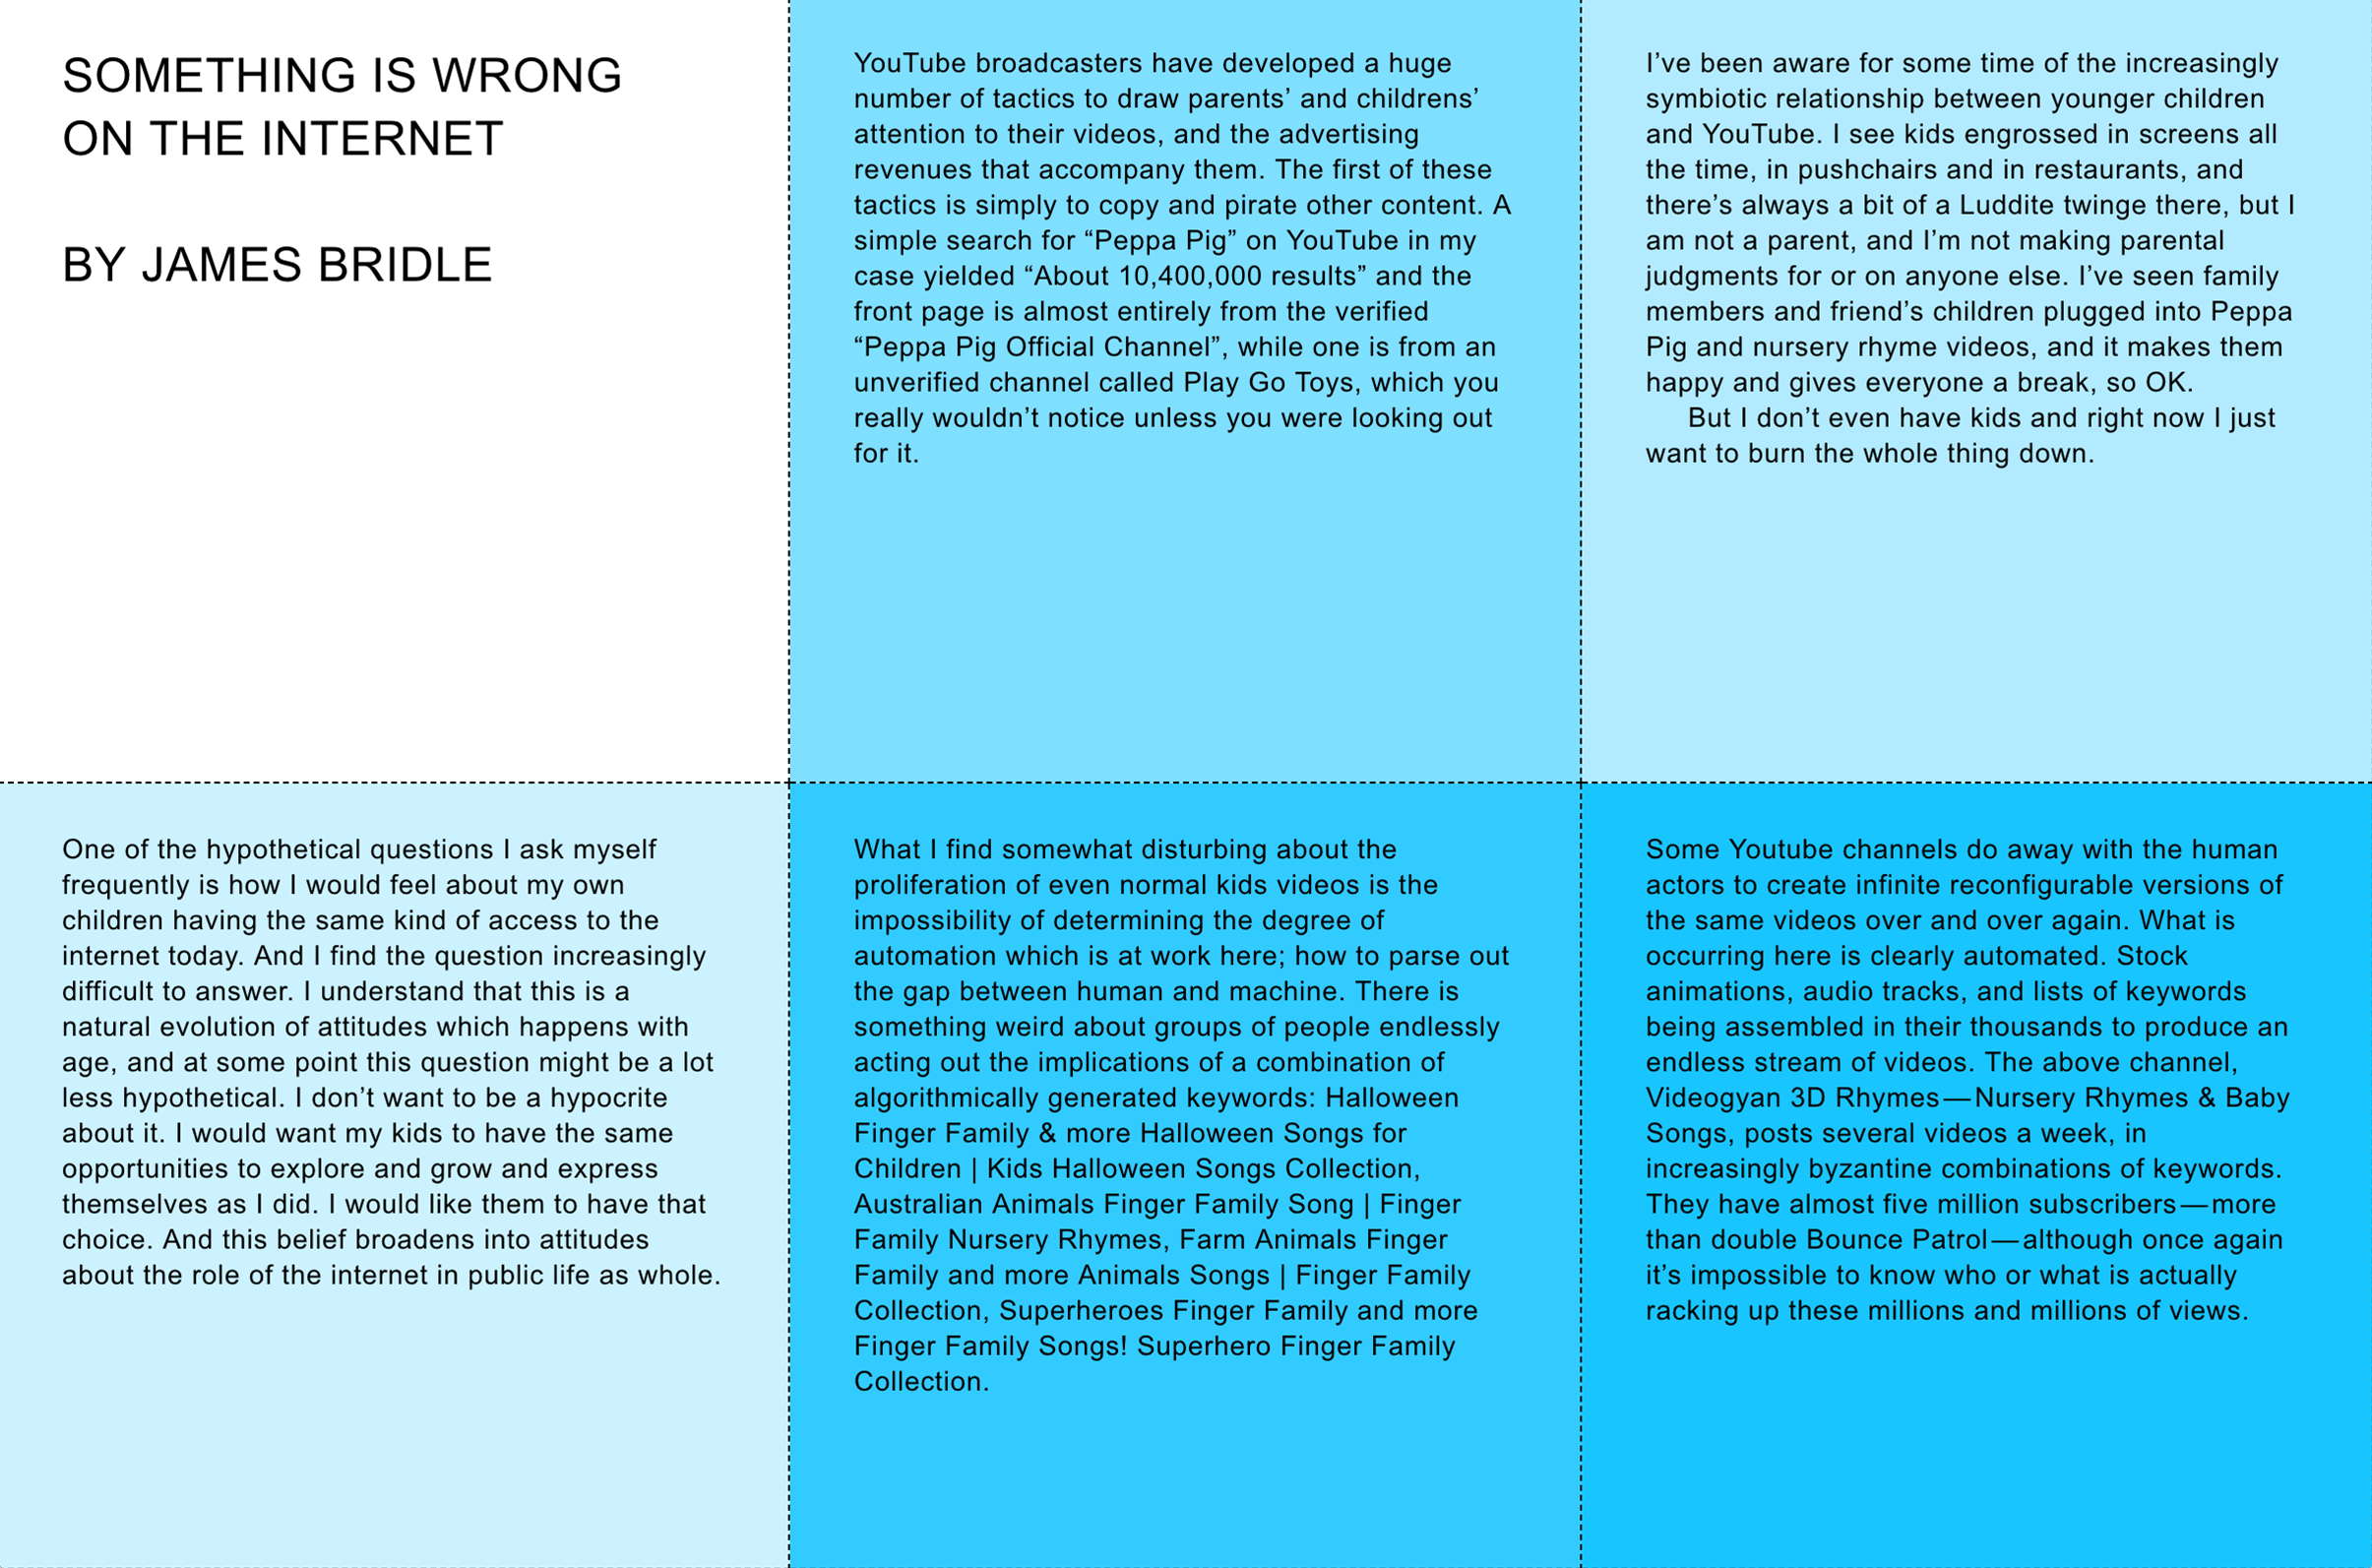 SOMETHING IS WRONG
ON THE INTERNET
BY JAMES BRIDLE
YouTube broadcasters have developed a huge
number of tactics to draw parents’ and childrens’
attention to their videos, and the advertising
revenues that accompany them. The first of these
tactics is simply to copy and pirate other content. A
simple search for “Peppa Pig” on YouTube in my
case yielded “About 10,400,000 results” and the
front page is almost entirely from the verified
“Peppa Pig Official Channel”, while one is from an
unverified channel called Play Go Toys, which you
really wouldn’t notice unless you were looking out
for it.
I’ve been aware for some time of the increasingly
symbiotic relationship between younger children
and YouTube. I see kids engrossed in screens all
the time, in pushchairs and in restaurants, and
there’s always a bit of a Luddite twinge there, but I
am not a parent, and I’m not making parental
judgments for or on anyone else. I’ve seen family
members and friend’s children plugged into Peppa
Pig and nursery rhyme videos, and it makes them
happy and gives everyone a break, so OK.
But I don’t even have kids and right now I just
want to burn the whole thing down.
One of the hypothetical questions I ask myself
frequently is how I would feel about my own
children having the same kind of access to the
internet today. And I find the question increasingly
difficult to answer. I understand that this is a
natural evolution of attitudes which happens with
age, and at some point this question might be a lot
less hypothetical. I don’t want to be a hypocrite
about it. I would want my kids to have the same
opportunities to explore and grow and express
themselves as I did. I would like them to have that
choice. And this belief broadens into attitudes
about the role of the internet in public life as whole.
What I find somewhat disturbing about the
proliferation of even normal kids videos is the
impossibility of determining the degree of
automation which is at work here; how to parse out
the gap between human and machine. There is
something weird about groups of people endlessly
acting out the implications of a combination of
algorithmically generated keywords: Halloween
Finger Family & more Halloween Songs for
Children | Kids Halloween Songs Collection,
Australian Animals Finger Family Song | Finger
Family Nursery Rhymes, Farm Animals Finger
Family and more Animals Songs | Finger Family
Collection, Superheroes Finger Family and more
Finger Family Songs! Superhero Finger Family
Collection.
Some Youtube channels do away with the human
actors to create infinite reconfigurable versions of
the same videos over and over again. What is
occurring here is clearly automated. Stock
animations, audio tracks, and lists of keywords
being assembled in their thousands to produce an
endless stream of videos. The above channel,
Videogyan 3D Rhymes — Nursery Rhymes & Baby
Songs, posts several videos a week, in
increasingly byzantine combinations of keywords.
They have almost five million subscribers — more
than double Bounce Patrol — although once again
it’s impossible to know who or what is actually
racking up these millions and millions of views.